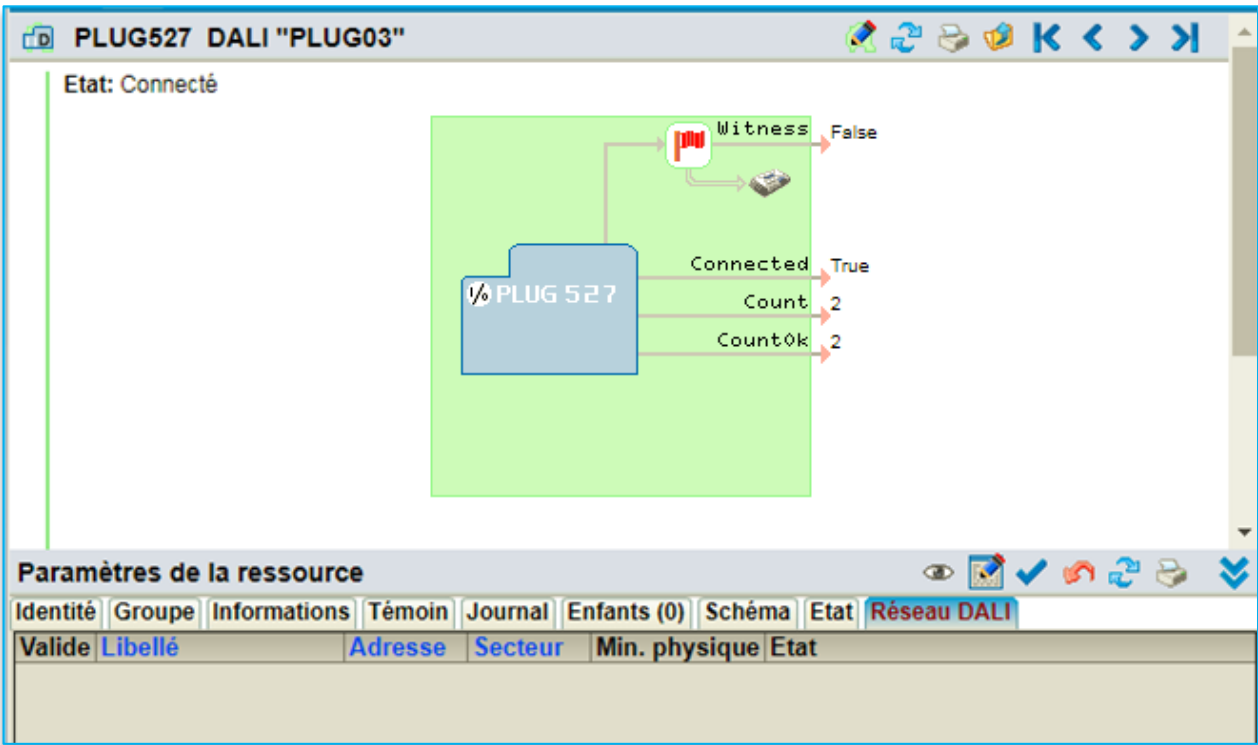 PLUG527 DALI "PLUG03"
Etat: Connecté
Witness False
Connected True
I/o PLUG 527
Count 2
CountOk 2
Paramètres de la ressource
Identité Groupe Informations Témoin Journal Enfants (0) Schéma Etat Réseau DALI
Valide Libellé Adresse Secteur Min. physique Etat